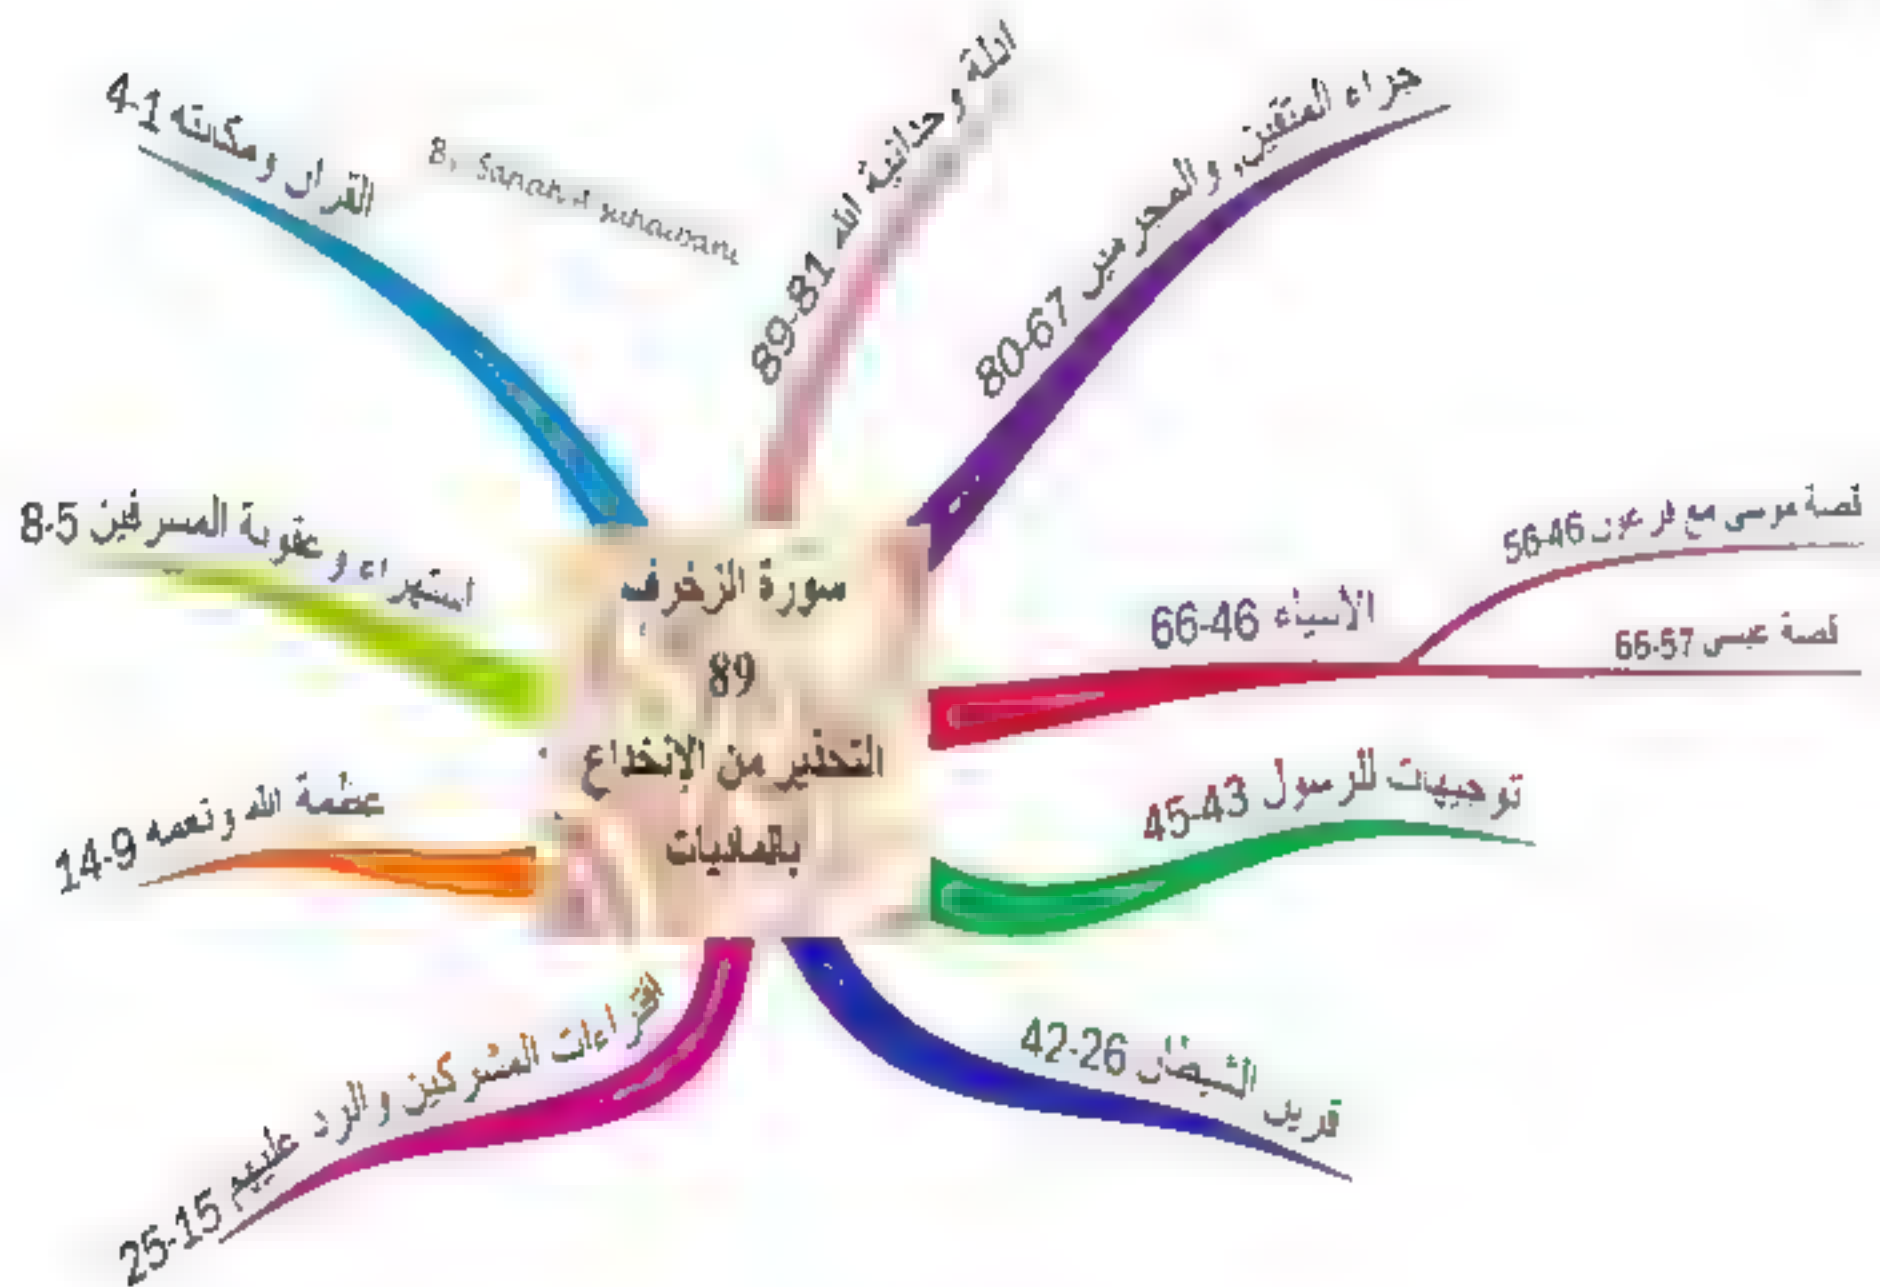 سورة الزخرف
89
التحذير من الإنخداع
بالماديات
القران ومكانته 1-4
استهزاء وعقوبة المسرفين 5-8
عظمة الله ونعمه 9-14
افتراءات المشركين والرد عليهم 15-25
قرين الشيطان 26-42
توجيهات للرسول 43-45
الأنبياء 46-66
قصة موسى مع فرعون 46-56
قصة عيسى 57-66
جزاء المتقين, والمجرمين 67-80
ادلة وحدانية الله 81-89